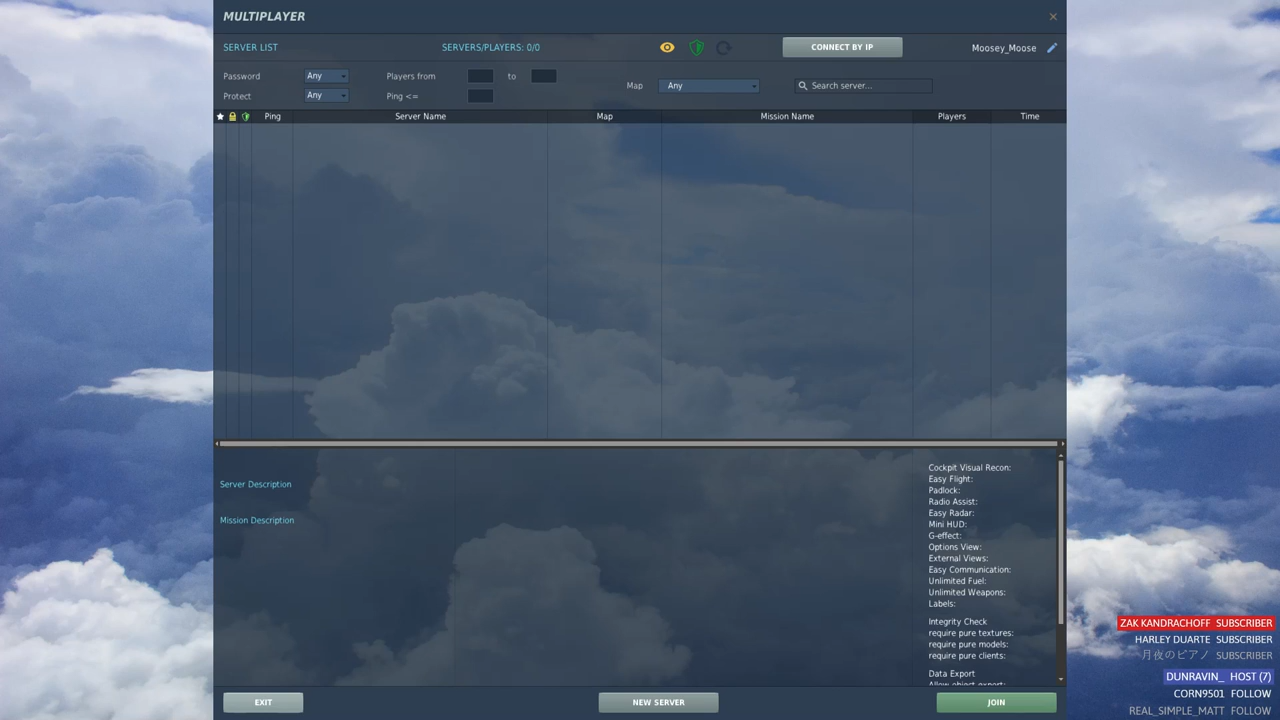 MULTIPLAYER
SERVER LIST SERVERS/PLAYERS: 0/0 CONNECT BY IP Moosey_Moose
Password Any Players from to
Map Any Search server...
Protect Any Ping <=
Ping Server Name Map Mission Name Players Time
Server Description
Mission Description
Cockpit Visual Recon:
Easy Flight:
Padlock:
Radio Assist:
Easy Radar:
Mini HUD:
G-effect:
Options View:
External Views:
Easy Communication:
Unlimited Fuel:
Unlimited Weapons:
Labels:
Integrity Check
require pure textures:
require pure models:
require pure clients:
Data Export
Allow object export:
ZAK KANDRACHOFF SUBSCRIBER
HARLEY DUARTE SUBSCRIBER
月夜のピアノ SUBSCRIBER
DUNRAVIN_ HOST (7)
CORN9501 FOLLOW
REAL_SIMPLE_MATT FOLLOW
EXIT NEW SERVER JOIN